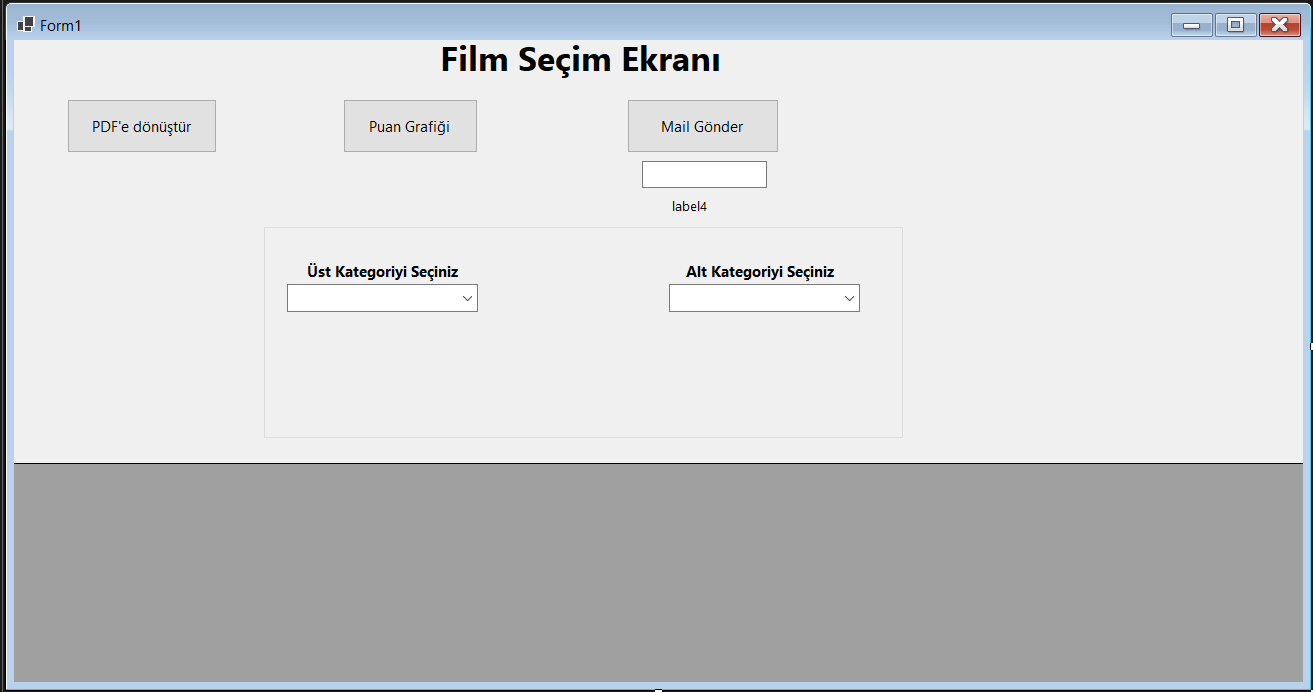 Form1
Film Seçim Ekranı
PDF'e dönüştür
Puan Grafiği
Mail Gönder
label4
Üst Kategoriyi Seçiniz
Alt Kategoriyi Seçiniz